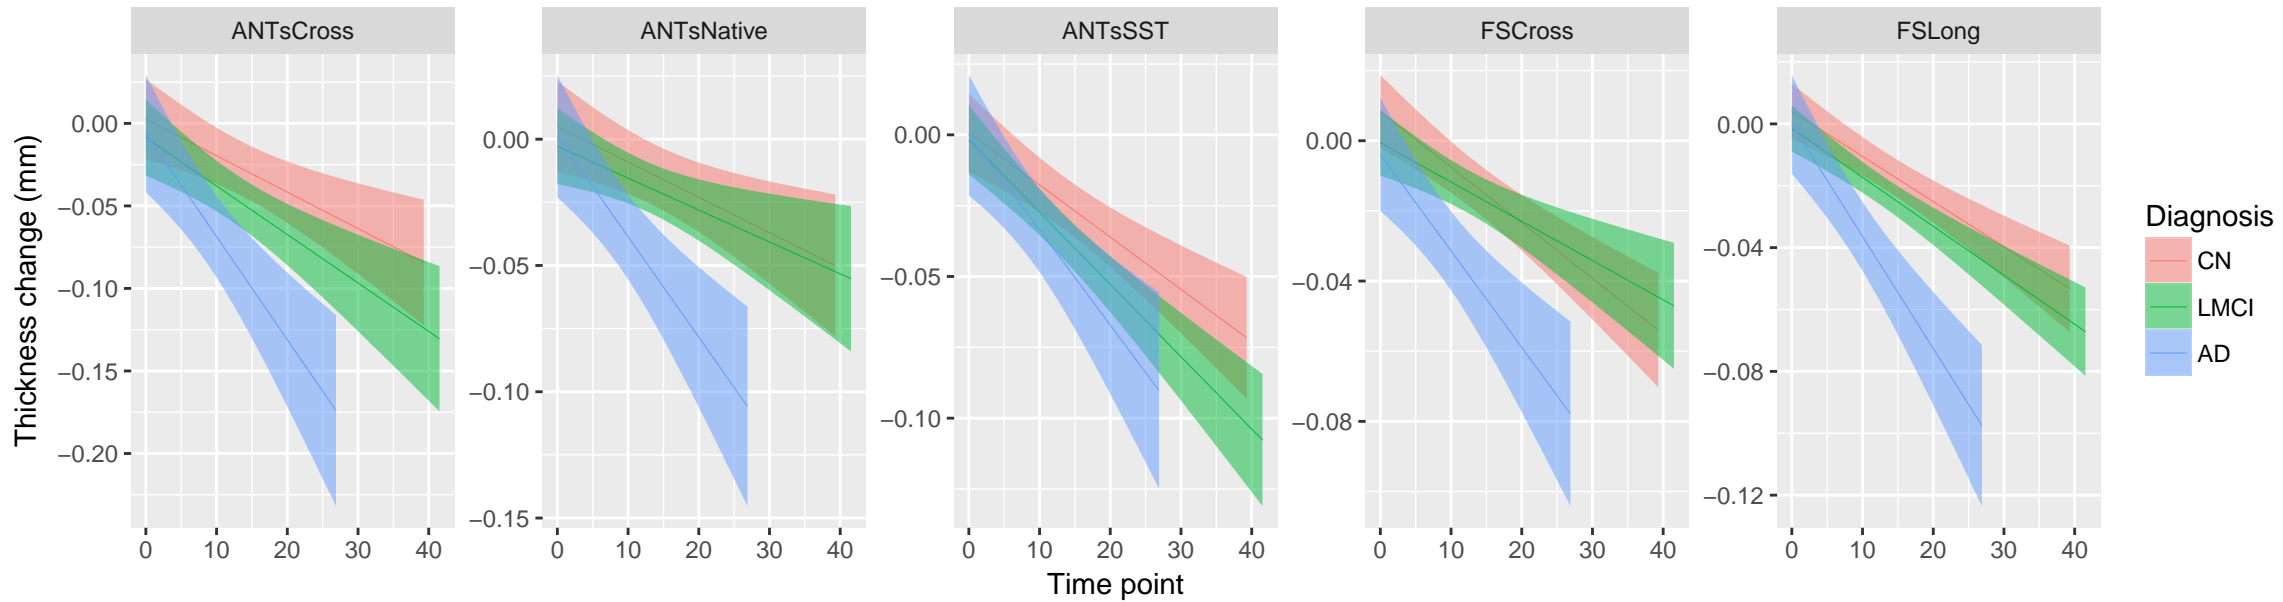 ANTsCross
ANTsNative
ANTsSST
FSCross
FSLong
Thickness change (mm)
0.00
−0.05
−0.10
−0.15
−0.20
0.00
−0.05
−0.10
−0.15
0.00
−0.05
−0.10
0.00
−0.04
−0.08
0.00
−0.04
−0.08
−0.12
0 10 20 30 40
0 10 20 30 40
0 10 20 30 40
0 10 20 30 40
0 10 20 30 40
Time point
Diagnosis
CN
LMCI
AD